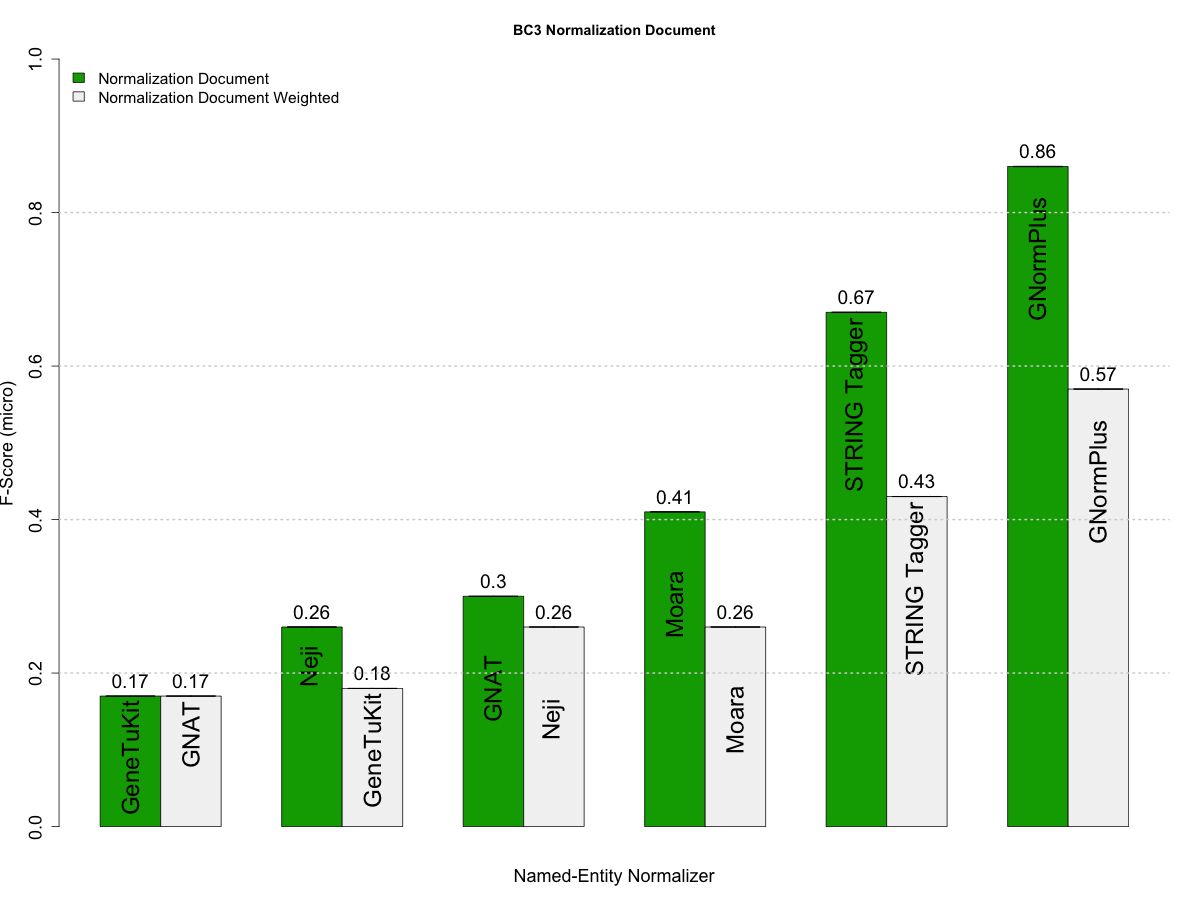 BC3 Normalization Document
Normalization Document
Normalization Document Weighted
F-Score (micro)
1.0
0.8
0.6
0.4
0.2
0.0
0.17
GeneTuKit
0.17
GNAT
0.26
Neji
0.18
GeneTuKit
0.3
GNAT
0.26
Neji
0.41
Moara
0.26
Moara
0.67
STRING Tagger
0.43
STRING Tagger
0.86
GNormPlus
0.57
GNormPlus
Named-Entity Normalizer